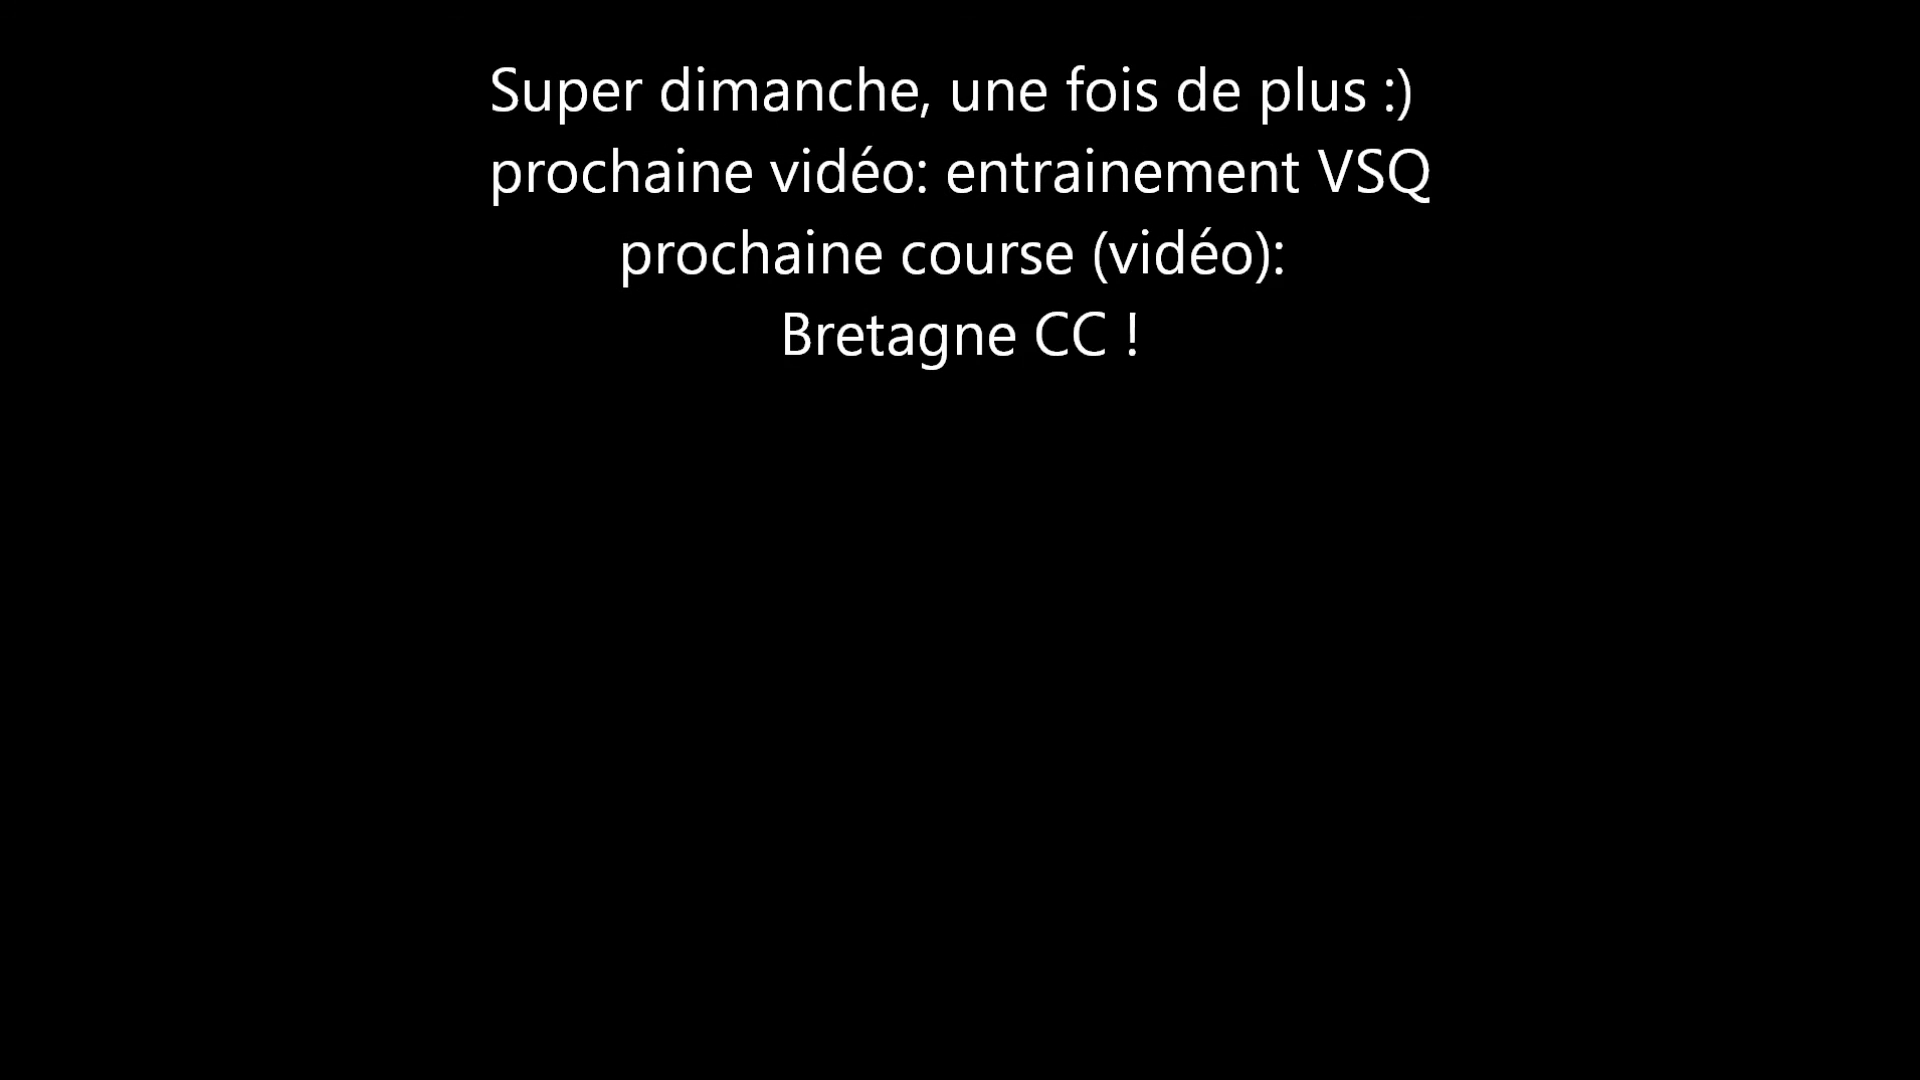 Super dimanche, une fois de plus :)
prochaine vidéo: entrainement VSQ
prochaine course (vidéo):
Bretagne CC !